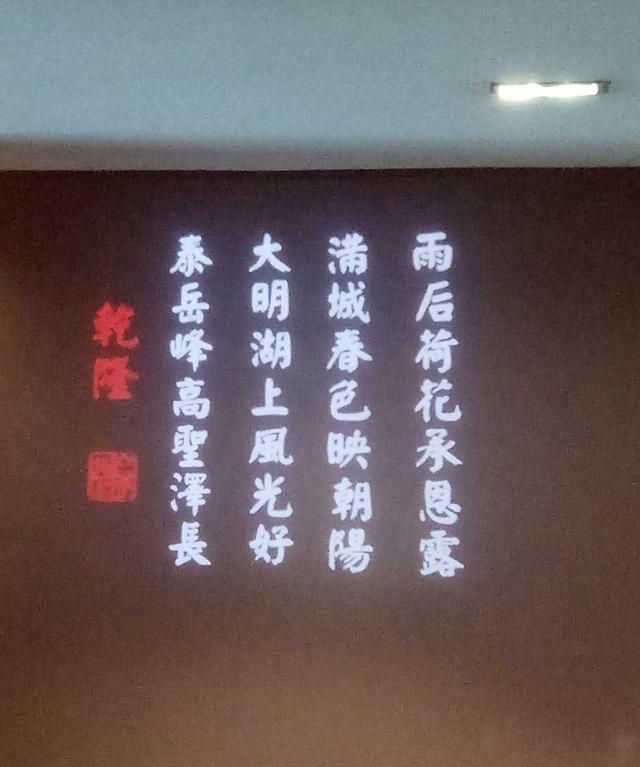 雨后荷花承恩露
滿城春色映朝陽
大明湖上風光好
泰岳峰高聖澤長
乾隆